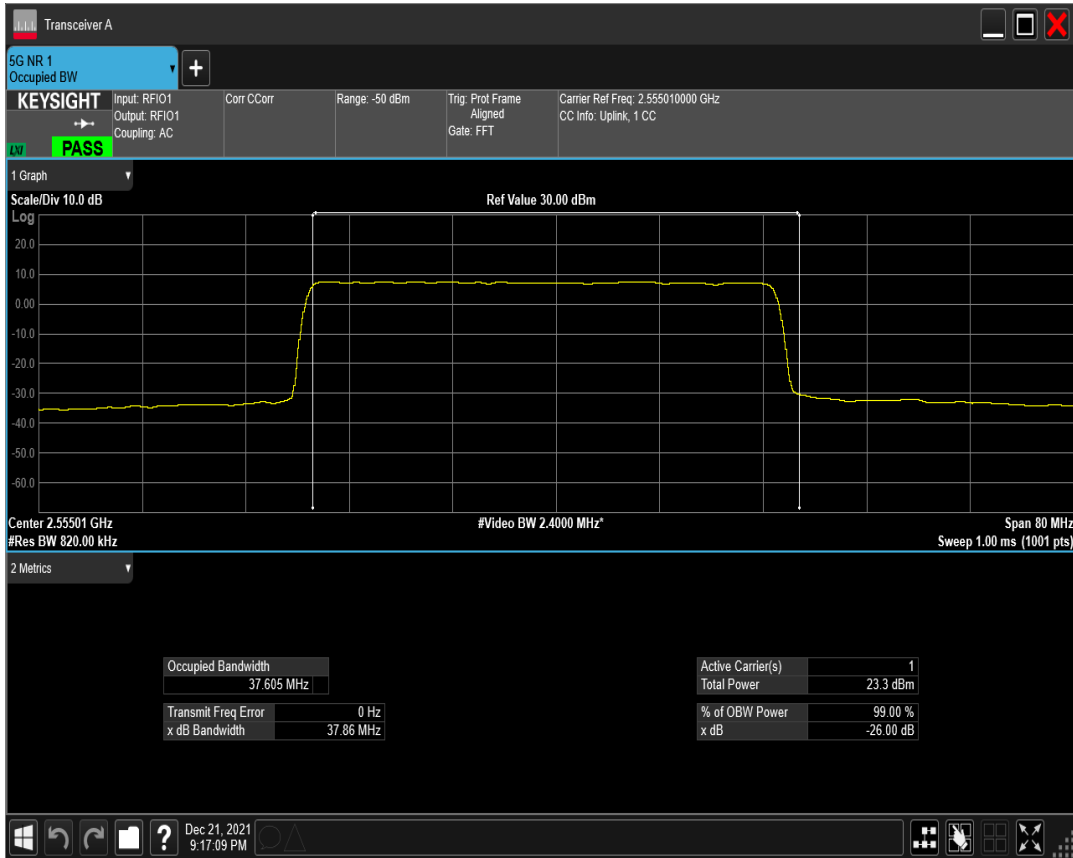 Transceiver A
5G NR 1
Occupied BW
+
KEYSIGHT
LXI
PASS
Input: RFIO1
Output: RFIO1
Coupling: AC
Corr CCorr
Range: -50 dBm
Trig: Prot Frame
Aligned
Gate: FFT
Carrier Ref Freq: 2.555010000 GHz
CC Info: Uplink, 1 CC
1 Graph
Scale/Div 10.0 dB
Ref Value 30.00 dBm
Log
20.0
10.0
0.00
-10.0
-20.0
-30.0
-40.0
-50.0
-60.0
Center 2.55501 GHz
#Video BW 2.4000 MHz*
Span 80 MHz
#Res BW 820.00 kHz
Sweep 1.00 ms (1001 pts)
2 Metrics
Occupied Bandwidth
37.605 MHz
Transmit Freq Error 0 Hz
x dB Bandwidth 37.86 MHz
Active Carrier(s) 1
Total Power 23.3 dBm
% of OBW Power 99.00 %
x dB -26.00 dB
?
Dec 21, 2021
9:17:09 PM